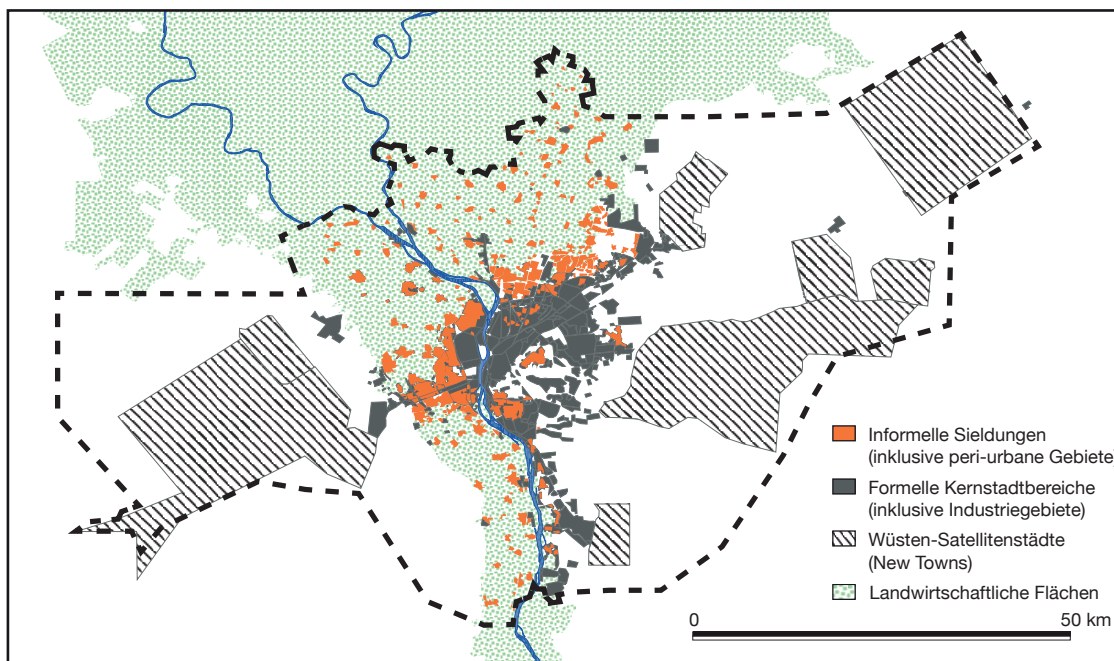 Informelle Sieldungen
(inklusive peri-urbane Gebiete)
Formelle Kernstadtbereiche
(inklusive Industriegebiete)
Wüsten-Satellitenstädte
(New Towns)
Landwirtschaftliche Flächen
0
50 km